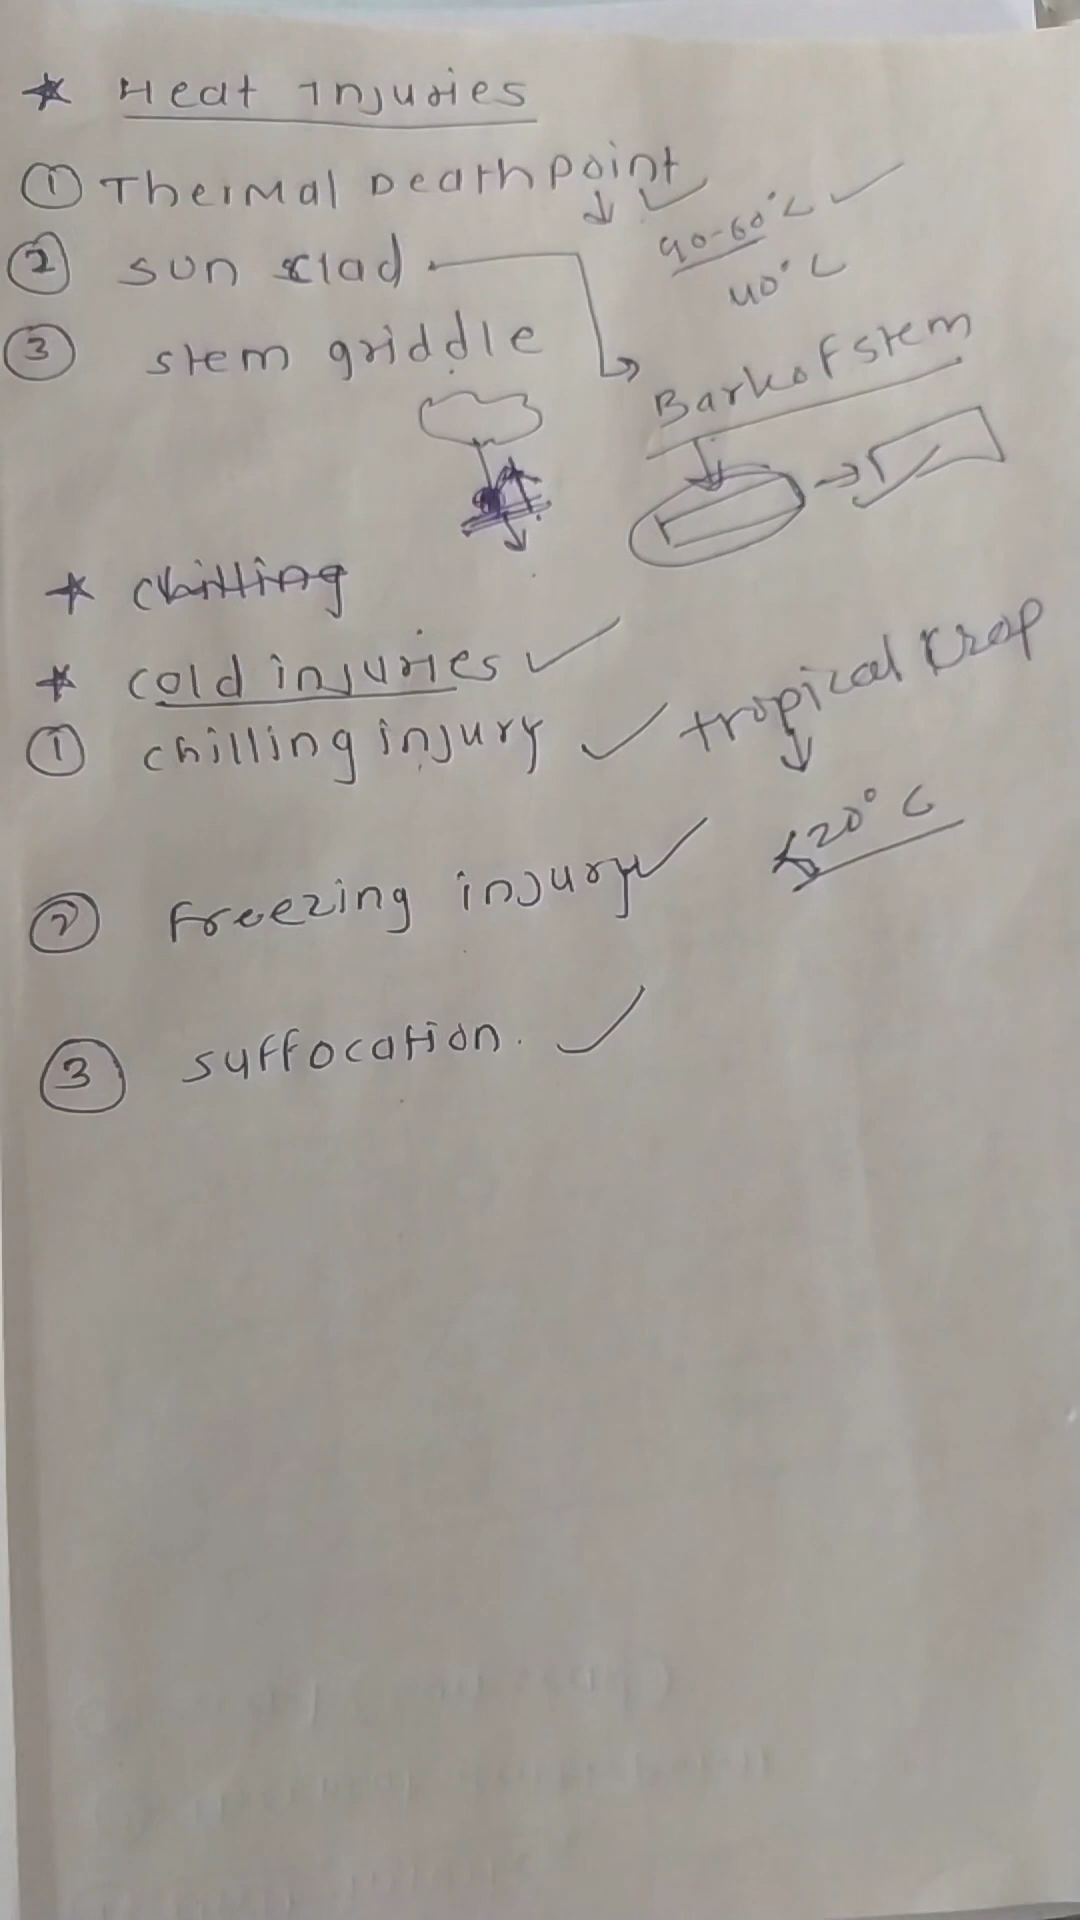 * Heat Injuries
① Thermal Death point
40-60°C
40°C
② sun sclad
③ stem griddle
Bark of stem
* chilling
* cold injuries
① chilling injury
tropical crop
<20°C
② Freezing injury
③ suffocation.